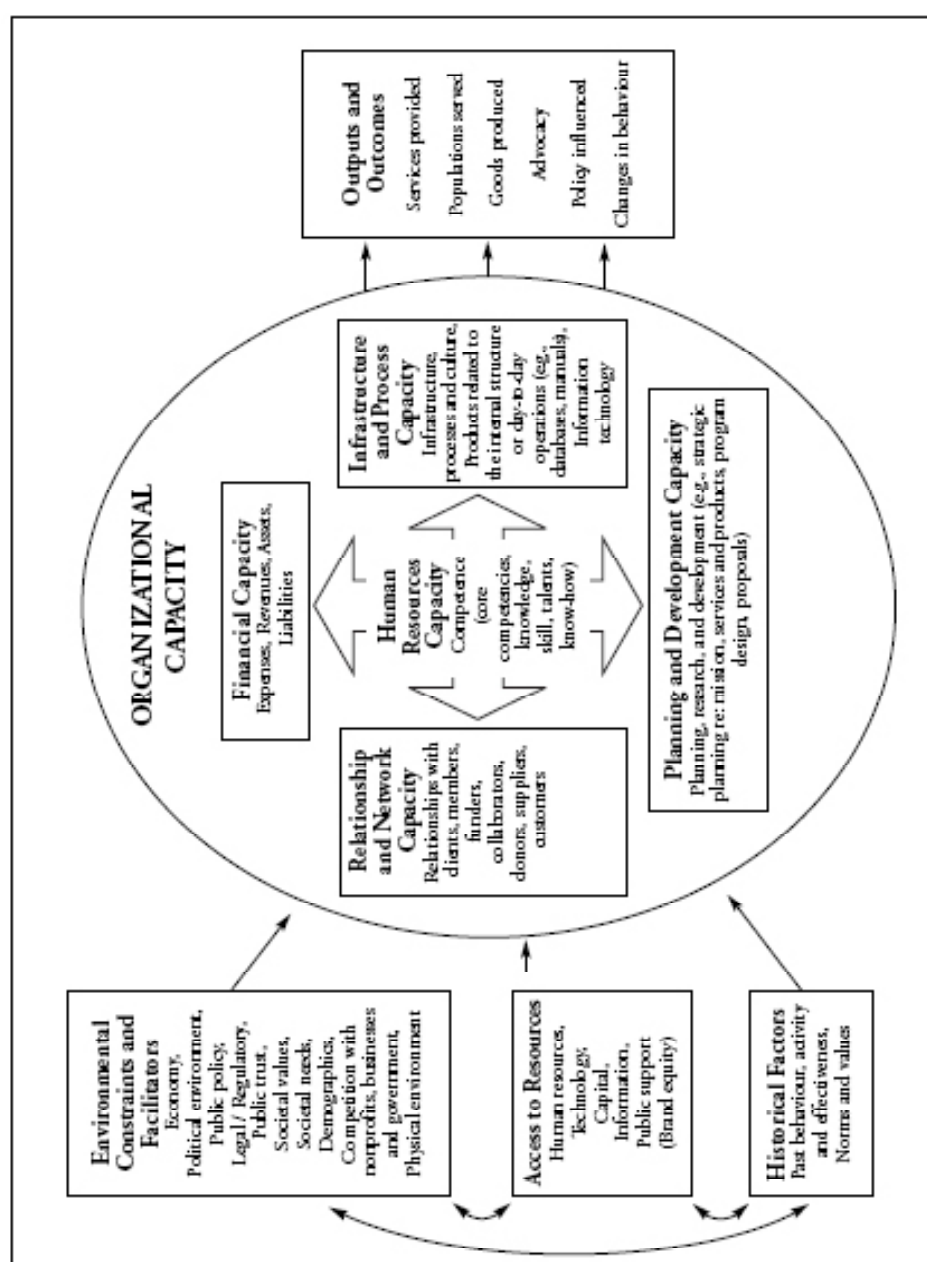 Environmental
Constraints and
Facilitators
Economy,
Political environment,
Public policy,
Legal / Regulatory,
Public trust,
Societal values,
Societal needs,
Demographics,
Competition with
nonprofits, businesses
and government,
Physical environment
Access to Resources
Human resources,
Technology,
Capital,
Information,
Public support
(Brand equity)
Historical Factors
Past behaviour, activity
and effectiveness,
Norms and values
ORGANIZATIONAL
CAPACITY
Financial Capacity
Expenses, Revenues, Assets,
Liabilities
Relationship
and Network
Capacity
Relationships with
clients, members,
funders,
collaborators,
donors, suppliers,
customers
Human
Resources
Capacity
Competence
(core
competencies,
knowledge,
skill, talents,
know-how)
Infrastructure
and Process
Capacity
Infrastructure,
processes and culture,
Products related to
the internal structure
or day-to-day
operations (e.g.,
databases, manuals),
Information
technology
Planning and Development Capacity
Planning, research, and development (e.g., strategic
planning re: mission, services and products, program
design, proposals)
Outputs and
Outcomes
Services provided
Populations served
Goods produced
Advocacy
Policy influenced
Changes in behaviour